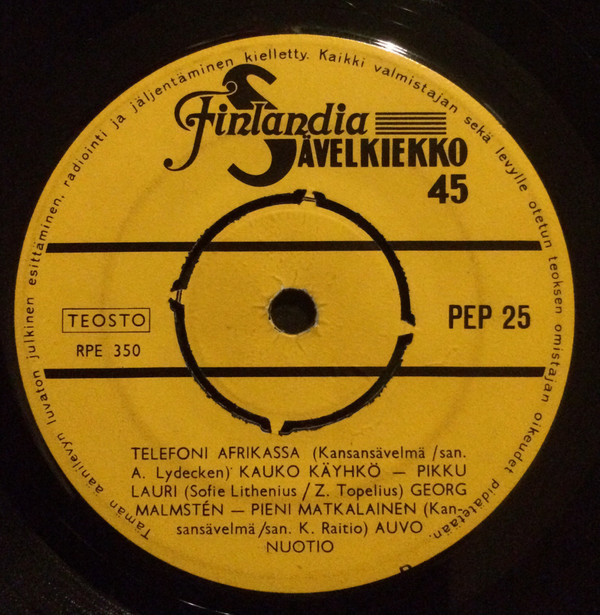 Tämän äänilevyn luvaton julkinen esittäminen, radiointi ja jäljentäminen kielletty. Kaikki valmistajan sekä levylle otetun teoksen omistajan oikeudet pidätetään.
Finlandia
SÄVELKIEKKO
45
TEOSTO
RPE 350
PEP 25
TELEFONI AFRIKASSA (Kansansävelmä /san.
A. Lydecken) KAUKO KÄYHKÖ — PIKKU
LAURI (Sofie Lithenius / Z. Topelius) GEORG
MALMSTÉN — PIENI MATKALAINEN (Kan-
sansävelmä /san. K. Raitio) AUVO
NUOTIO